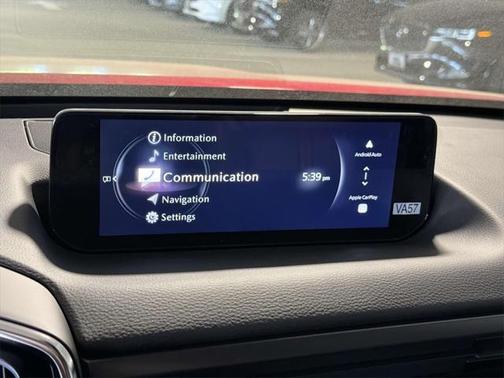 Information
Entertainment
Communication
Navigation
Settings
5:39 pm
Android Auto
Apple CarPlay
VA57